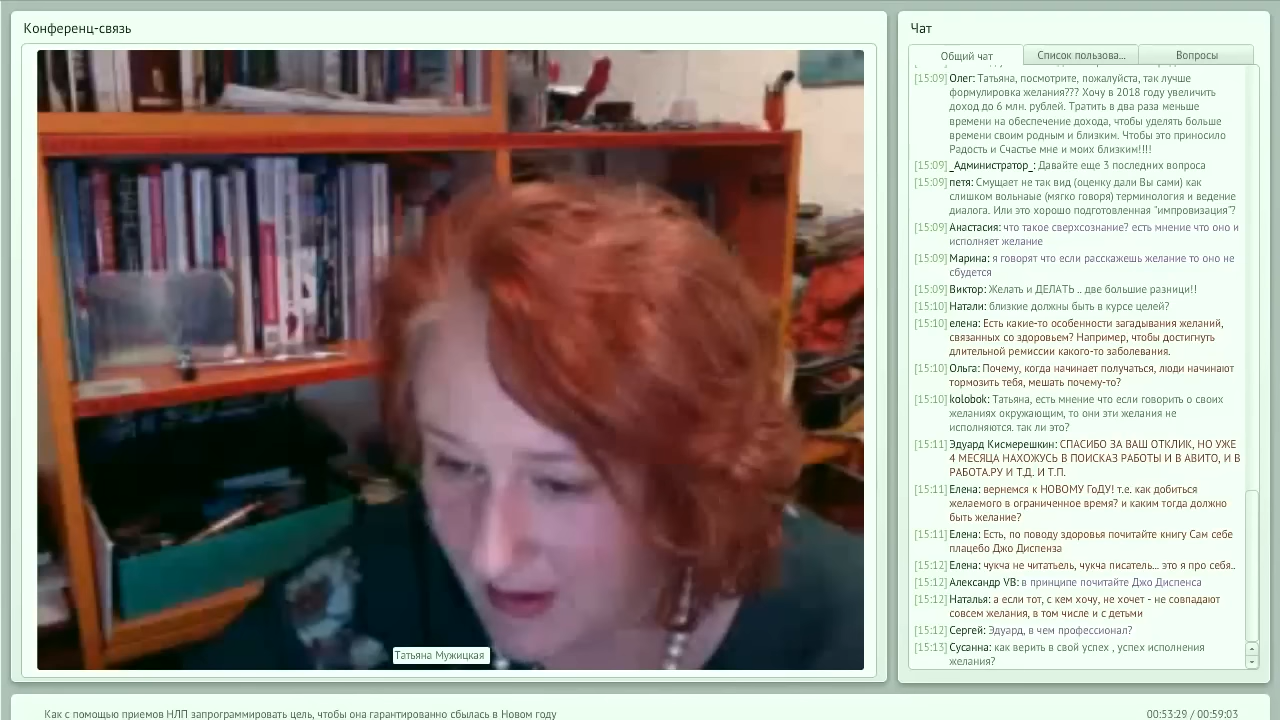 Конференц-связь
Татьяна Мужицкая
Чат
Общий чат
Список пользова...
Вопросы
[15:09] Олег: Татьяна, посмотрите, пожалуйста, так лучше
формулировка желания??? Хочу в 2018 году увеличить
доход до 6 млн. рублей. Тратить в два раза меньше
времени на обеспечение дохода, чтобы уделять больше
времени своим родным и близким. Чтобы это приносило
Радость и Счастье мне и моих близким!!!!
[15:09] _Администратор_: Давайте еще 3 последних вопроса
[15:09] петя: Смущает не так вид (оценку дали Вы сами) как
слишком вольнаые (мягко говоря) терминология и ведение
диалога. Или это хорошо подготовленная "импровизация"?
[15:09] Анастасия: что такое сверхсознание? есть мнение что оно и
исполняет желание
[15:09] Марина: я говорят что если расскажешь желание то оно не
сбудется
[15:09] Виктор: Желать и ДЕЛАТЬ .. две большие разници!!
[15:10] Натали: близкие должны быть в курсе целей?
[15:10] елена: Есть какие-то особенности загадывания желаний,
связанных со здоровьем? Например, чтобы достигнуть
длительной ремиссии какого-то заболевания.
[15:10] Ольга: Почему, когда начинает получаться, люди начинают
тормозить тебя, мешать почему-то?
[15:10] kolobok: Татьяна, есть мнение что если говорить о своих
желаниях окружающим, то они эти желания не
исполняются. так ли это?
[15:11] Эдуард Кисмерешкин: СПАСИБО ЗА ВАШ ОТКЛИК, НО УЖЕ
4 МЕСЯЦА НАХОЖУСЬ В ПОИСКАЗ РАБОТЫ И В АВИТО, И В
РАБОТА.РУ И Т.Д. И Т.П.
[15:11] Елена: вернемся к НОВОМУ ГоДУ! т.е. как добиться
желаемого в ограниченное время? и каким тогда должно
быть желание?
[15:11] Елена: Есть, по поводу здоровья почитайте книгу Сам себе
плацебо Джо Диспенза
[15:12] Елена: чукча не читатьель, чукча писатель... это я про себя..
[15:12] Александр VB: в принципе почитайте Джо Диспенса
[15:12] Наталья: а если тот, с кем хочу, не хочет - не совпадают
совсем желания, в том числе и с детьми
[15:12] Сергей: Эдуард, в чем профессионал?
[15:13] Сусанна: как верить в свой успех , успех исполнения
желания?
Как с помощью приемов НЛП запрограммировать цель, чтобы она гарантированно сбылась в Новом году
00:53:29 / 00:59:03